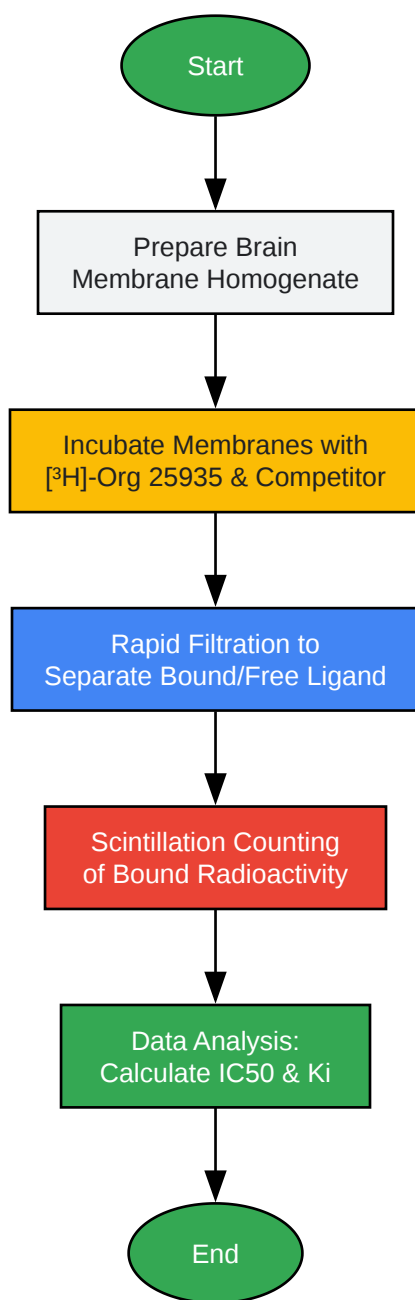 Start
Prepare Brain
Membrane Homogenate
Incubate Membranes with
[³H]-Org 25935 & Competitor
Rapid Filtration to
Separate Bound/Free Ligand
Scintillation Counting
of Bound Radioactivity
Data Analysis:
Calculate IC50 & Ki
End